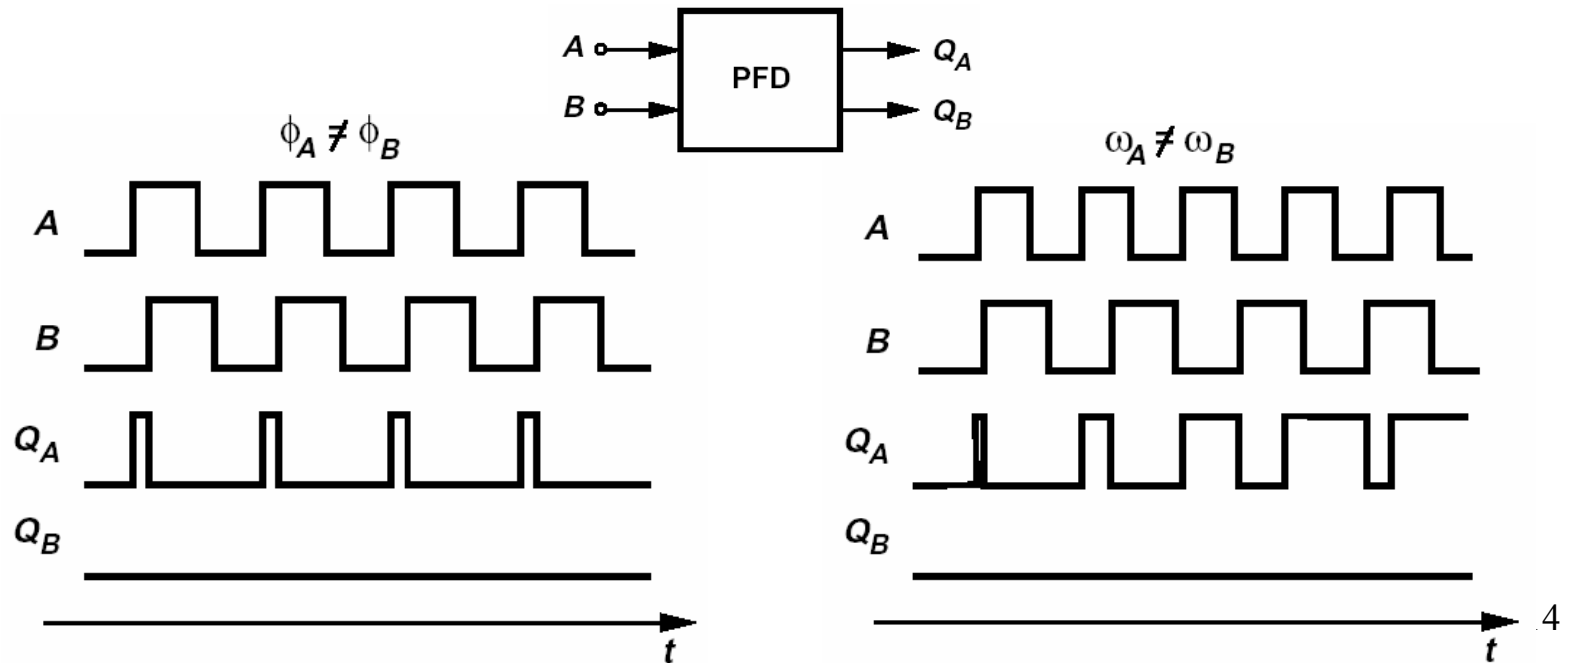 A
B
PFD
Q_A
Q_B
ϕ_A ≠ ϕ_B
A
B
Q_A
Q_B
t
ω_A ≠ ω_B
A
B
Q_A
Q_B
t
4